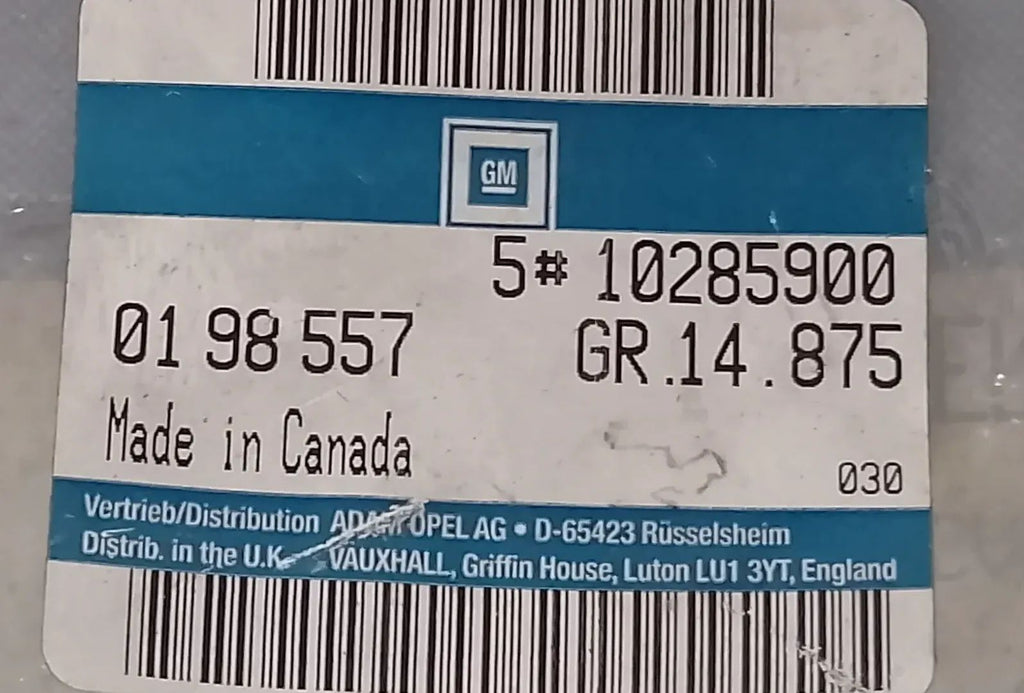 GM
5# 10285900
01 98 557 GR.14.875
Made in Canada
030
Vertrieb/Distribution ADAM OPEL AG • D-65423 Rüsselsheim
Distrib. in the U.K. VAUXHALL, Griffin House, Luton LU1 3YT, England